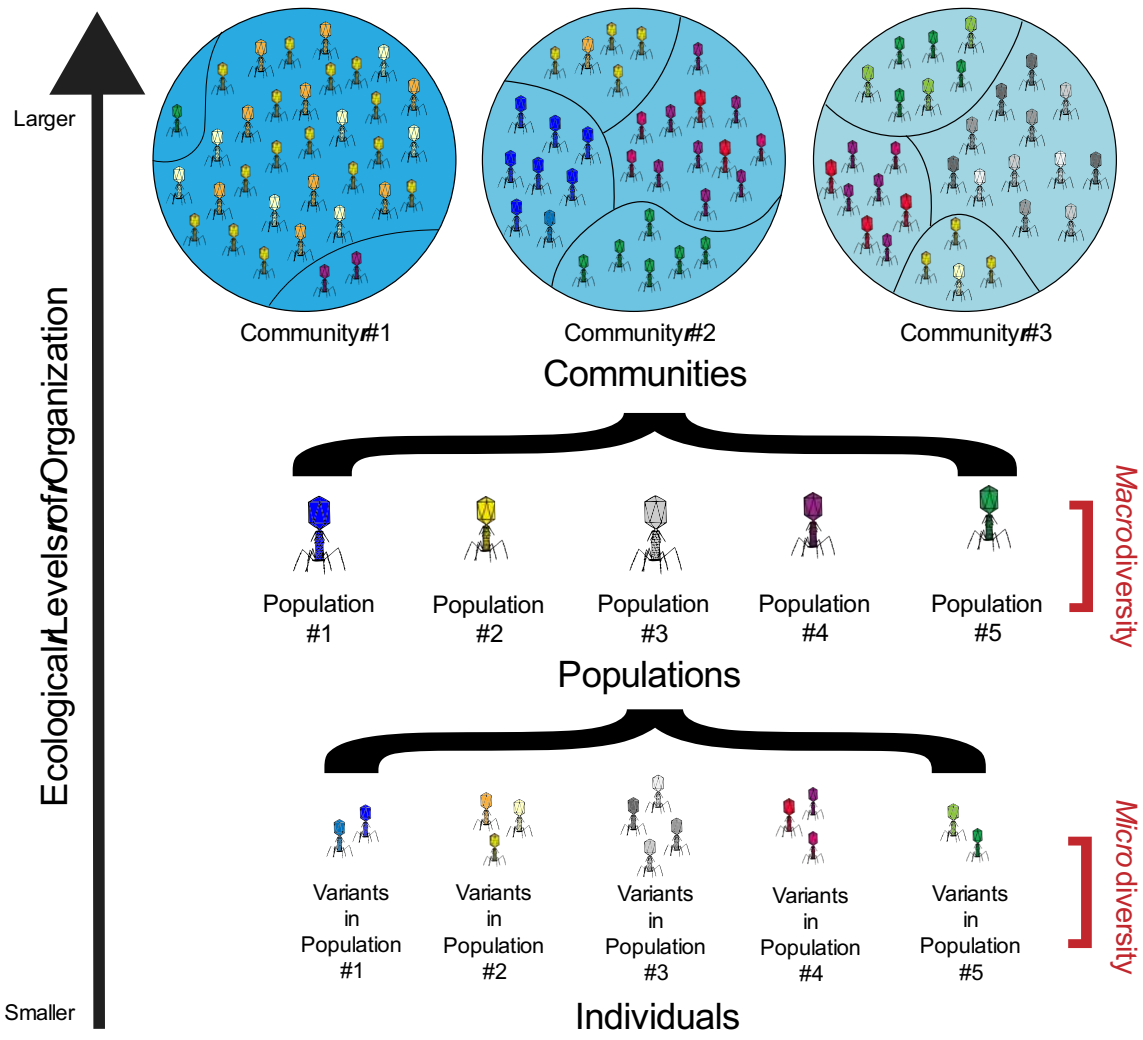 Larger
Ecological r Levels r of r Organization
Smaller
Community r #1
Community r #2
Community r #3
Communities
Population
#1
Population
#2
Population
#3
Population
#4
Population
#5
Macrodiversity
Populations
Variants
in
Population
#1
Variants
in
Population
#2
Variants
in
Population
#3
Variants
in
Population
#4
Variants
in
Population
#5
Microdiversity
Individuals